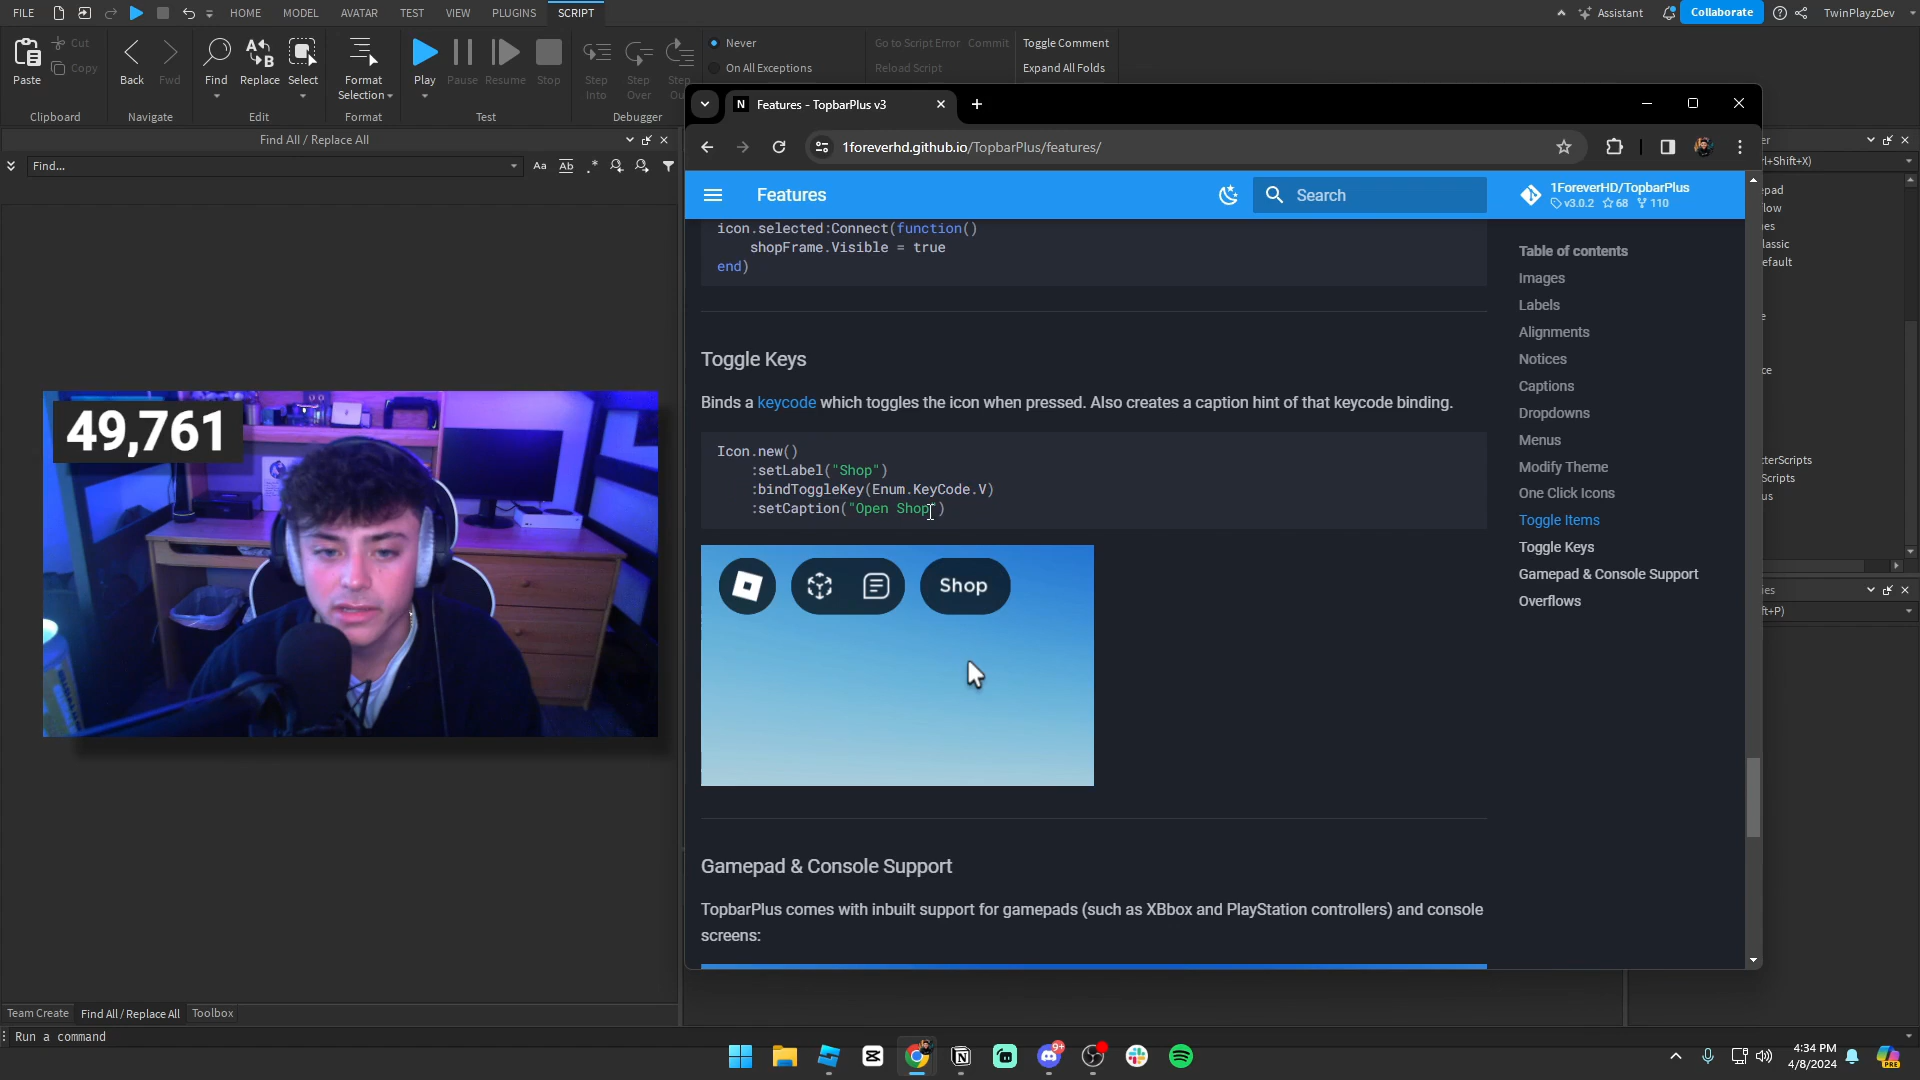 FILE
HOME
MODEL
AVATAR
TEST
VIEW
PLUGINS
SCRIPT
Assistant
Collaborate
TwinPlayzDev
Paste
Cut
Copy
Clipboard
Back
Fwd
Navigate
Find
Replace
Select
Edit
Format
Selection
Format
Play
Pause
Resume
Stop
Test
Step
Into
Step
Over
Step
Debugger
Never
On All Exceptions
Go to Script Error
Commit
Reload Script
Toggle Comment
Expand All Folds
Find All / Replace All
Find...
Aa
Ab
49,761
Features - TopbarPlus v3
1foreverhd.github.io/TopbarPlus/features/
Features
Search
1ForeverHD/TopbarPlus
v3.0.2 68 110
icon.selected:Connect(function()
shopFrame.Visible = true
end)
Toggle Keys
Binds a keycode which toggles the icon when pressed. Also creates a caption hint of that keycode binding.
Icon.new()
:setLabel("Shop")
:bindToggleKey(Enum.KeyCode.V)
:setCaption("Open Shop")
Shop
Gamepad & Console Support
TopbarPlus comes with inbuilt support for gamepads (such as XBbox and PlayStation controllers) and console
screens:
Table of contents
Images
Labels
Alignments
Notices
Captions
Dropdowns
Menus
Modify Theme
One Click Icons
Toggle Items
Toggle Keys
Gamepad & Console Support
Overflows
Team Create
Find All / Replace All
Toolbox
Run a command
9+
4:34 PM
4/8/2024
PRE